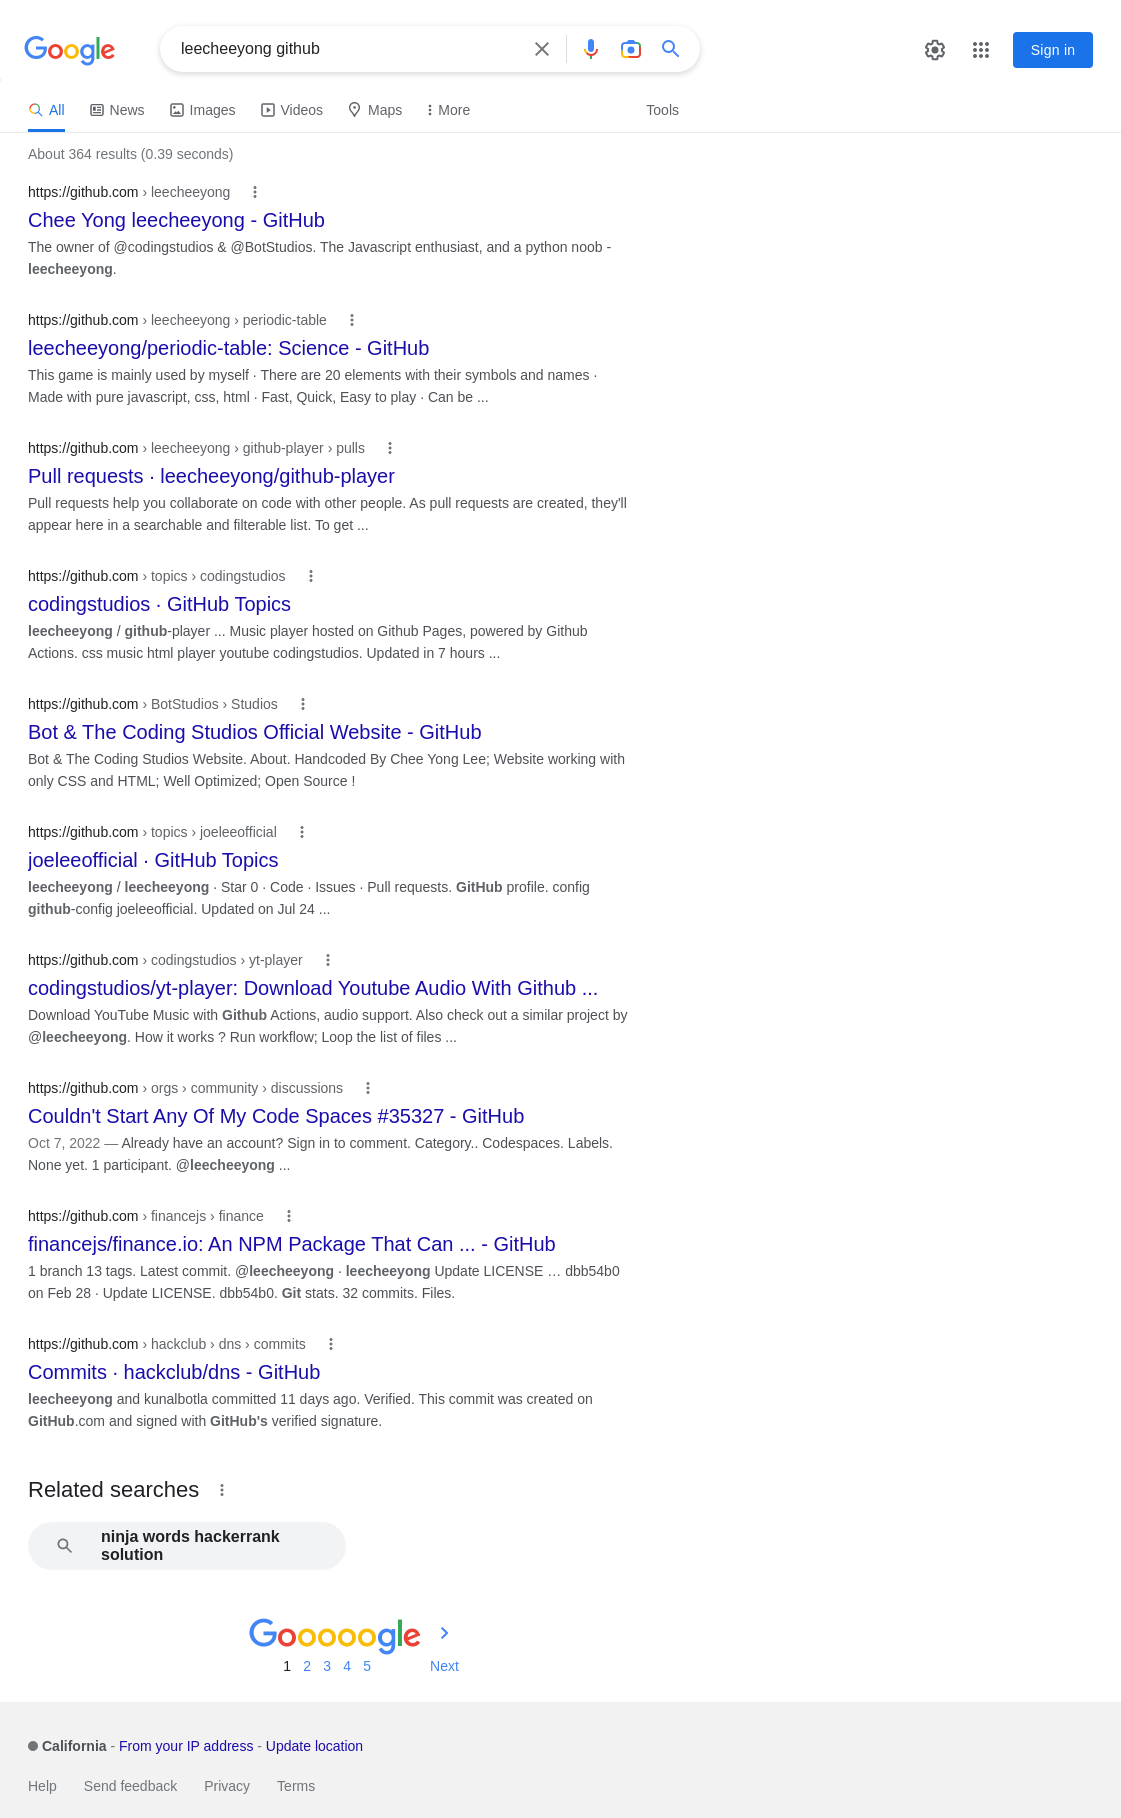 Google
leecheeyong github
Sign in
All News Images Videos Maps More Tools
About 364 results (0.39 seconds)
https://github.com › leecheeyong
Chee Yong leecheeyong - GitHub
The owner of @codingstudios & @BotStudios. The Javascript enthusiast, and a python noob -
leecheeyong.
https://github.com › leecheeyong › periodic-table
leecheeyong/periodic-table: Science - GitHub
This game is mainly used by myself · There are 20 elements with their symbols and names ·
Made with pure javascript, css, html · Fast, Quick, Easy to play · Can be ...
https://github.com › leecheeyong › github-player › pulls
Pull requests · leecheeyong/github-player
Pull requests help you collaborate on code with other people. As pull requests are created, they'll
appear here in a searchable and filterable list. To get ...
https://github.com › topics › codingstudios
codingstudios · GitHub Topics
leecheeyong / github-player ... Music player hosted on Github Pages, powered by Github
Actions. css music html player youtube codingstudios. Updated in 7 hours ...
https://github.com › BotStudios › Studios
Bot & The Coding Studios Official Website - GitHub
Bot & The Coding Studios Website. About. Handcoded By Chee Yong Lee; Website working with
only CSS and HTML; Well Optimized; Open Source !
https://github.com › topics › joeleeofficial
joeleeofficial · GitHub Topics
leecheeyong / leecheeyong · Star 0 · Code · Issues · Pull requests. GitHub profile. config
github-config joeleeofficial. Updated on Jul 24 ...
https://github.com › codingstudios › yt-player
codingstudios/yt-player: Download Youtube Audio With Github ...
Download YouTube Music with Github Actions, audio support. Also check out a similar project by
@leecheeyong. How it works ? Run workflow; Loop the list of files ...
https://github.com › orgs › community › discussions
Couldn't Start Any Of My Code Spaces #35327 - GitHub
Oct 7, 2022 — Already have an account? Sign in to comment. Category.. Codespaces. Labels.
None yet. 1 participant. @leecheeyong ...
https://github.com › financejs › finance
financejs/finance.io: An NPM Package That Can ... - GitHub
1 branch 13 tags. Latest commit. @leecheeyong · leecheeyong Update LICENSE … dbb54b0
on Feb 28 · Update LICENSE. dbb54b0. Git stats. 32 commits. Files.
https://github.com › hackclub › dns › commits
Commits · hackclub/dns - GitHub
leecheeyong and kunalbotla committed 11 days ago. Verified. This commit was created on
GitHub.com and signed with GitHub's verified signature.
Related searches
ninja words hackerrank
solution
Gooooogle
1 2 3 4 5 Next
California - From your IP address - Update location
Help Send feedback Privacy Terms